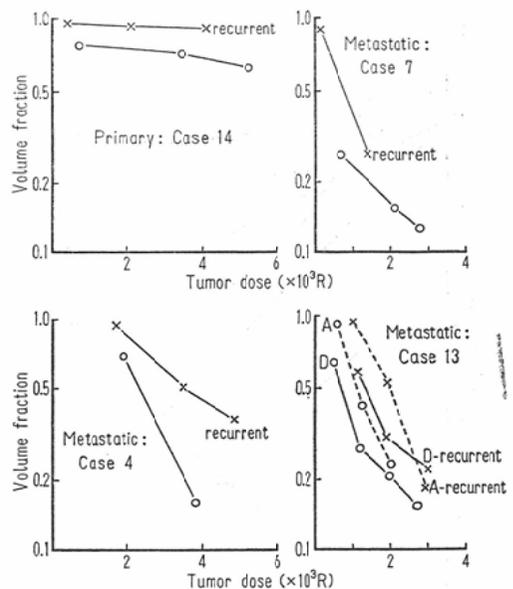 1.0
0.5
0.2
0.1
Volume fraction
recurrent
Primary: Case 14
2
4
6
Tumor dose (×10³R)
1.0
0.5
0.2
0.1
Metastatic:
Case 7
recurrent
0
2
4
1.0
0.5
0.2
0.1
Volume fraction
Metastatic:
Case 4
recurrent
0
2
4
6
Tumor dose (×10³R)
1.0
0.5
0.2
0.1
A
D
Metastatic:
Case 13
D-recurrent
A-recurrent
0
2
4